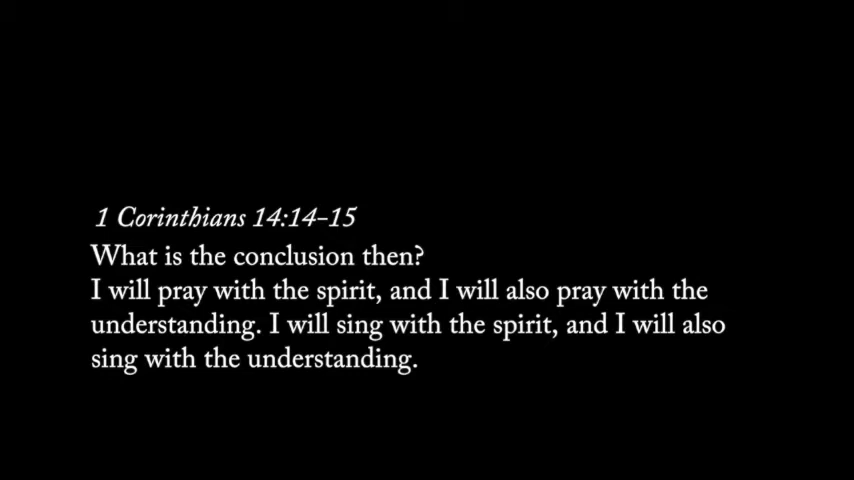 1 Corinthians 14:14–15
What is the conclusion then?
I will pray with the spirit, and I will also pray with the
understanding. I will sing with the spirit, and I will also
sing with the understanding.